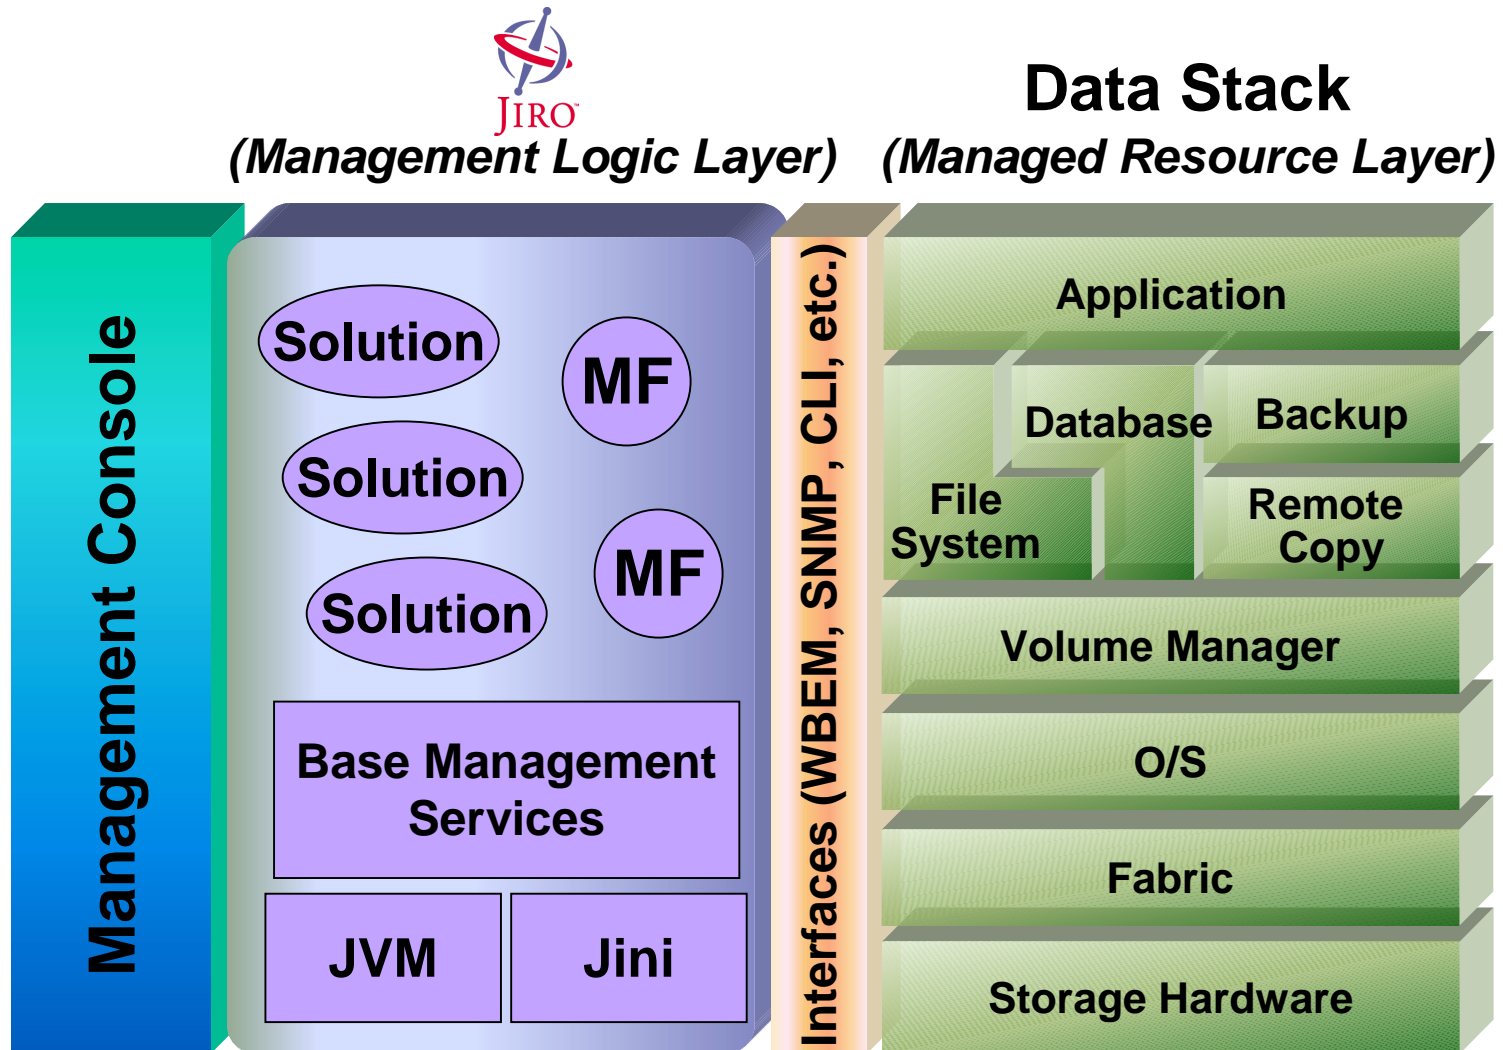 JIRO™
(Management Logic Layer)
Data Stack
(Managed Resource Layer)
Management Console
Solution
MF
Solution
MF
Solution
Base Management
Services
JVM
Jini
Interfaces (WBEM, SNMP, CLI, etc.)
Application
Database
Backup
File
System
Remote
Copy
Volume Manager
O/S
Fabric
Storage Hardware